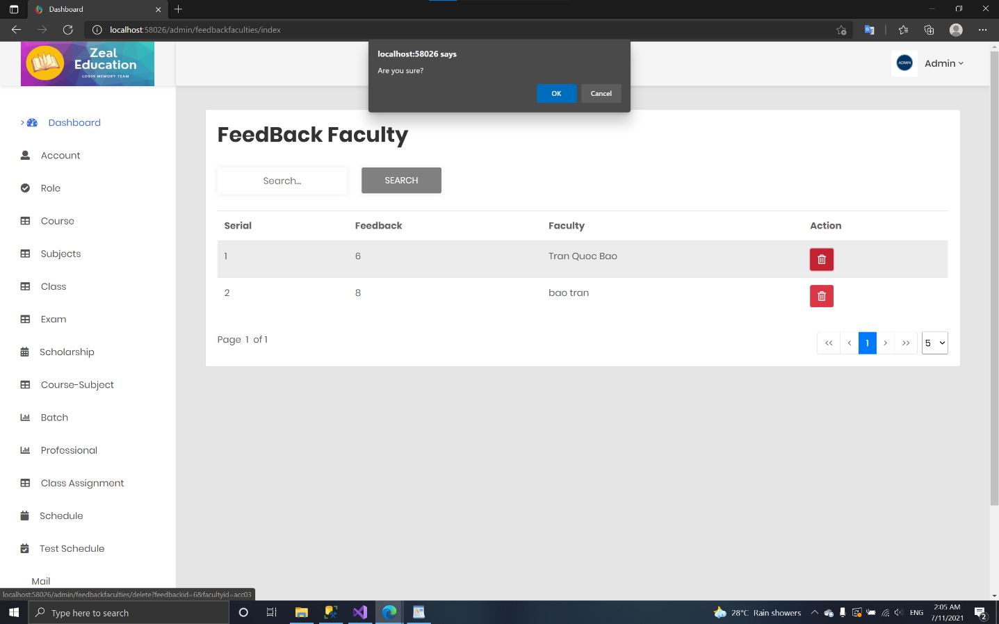 Dashboard
localhost:58026/admin/feedbackfaculties/index
Zeal
Education
LOGIN MEMORY TEAM
localhost:58026 says
Are you sure?
OK
Cancel
ADMIN
Admin
> Dashboard
Account
Role
Course
Subjects
Class
Exam
Scholarship
Course-Subject
Batch
Professional
Class Assignment
Schedule
Test Schedule
Mail
FeedBack Faculty
Search...
SEARCH
Serial Feedback Faculty Action
1 6 Tran Quoc Bao
2 8 bao tran
Page 1 of 1
<< < 1 > >> 5
localhost:58026/admin/feedbackfaculties/delete?feedbackid=6&facultyid=acc03
Type here to search
28°C Rain showers
ENG
2:05 AM
7/11/2021
2